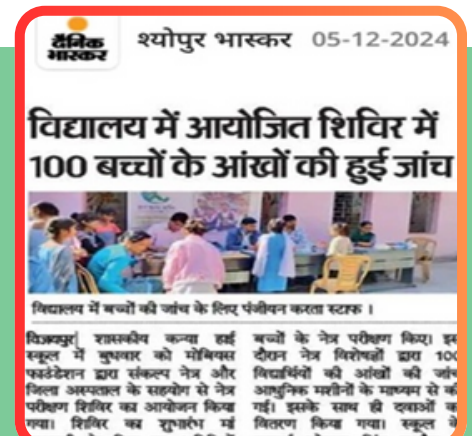 दैनिक
भास्कर
श्योपुर भास्कर 05-12-2024
विद्यालय में आयोजित शिविर में
100 बच्चों के आंखों की हुई जांच
विद्यालय में बच्चों की जांच के लिए पंजीयन करता स्टाफ ।
विजयपुर| शासकीय कन्या हाई
स्कूल में बुधवार को मोबियस
फाउंडेशन द्वारा संकल्प नेत्र और
जिला अस्पताल के सहयोग से नेत्र
परीक्षण शिविर का आयोजन किया
गया। शिविर का शुभारंभ मां
बच्चों के नेत्र परीक्षण किए। इस
दौरान नेत्र विशेषज्ञों द्वारा 100
विद्यार्थियों की आंखों की जांच
आधुनिक मशीनों के माध्यम से की
गई। इसके साथ ही दवाओं का
वितरण किया गया। स्कूल के